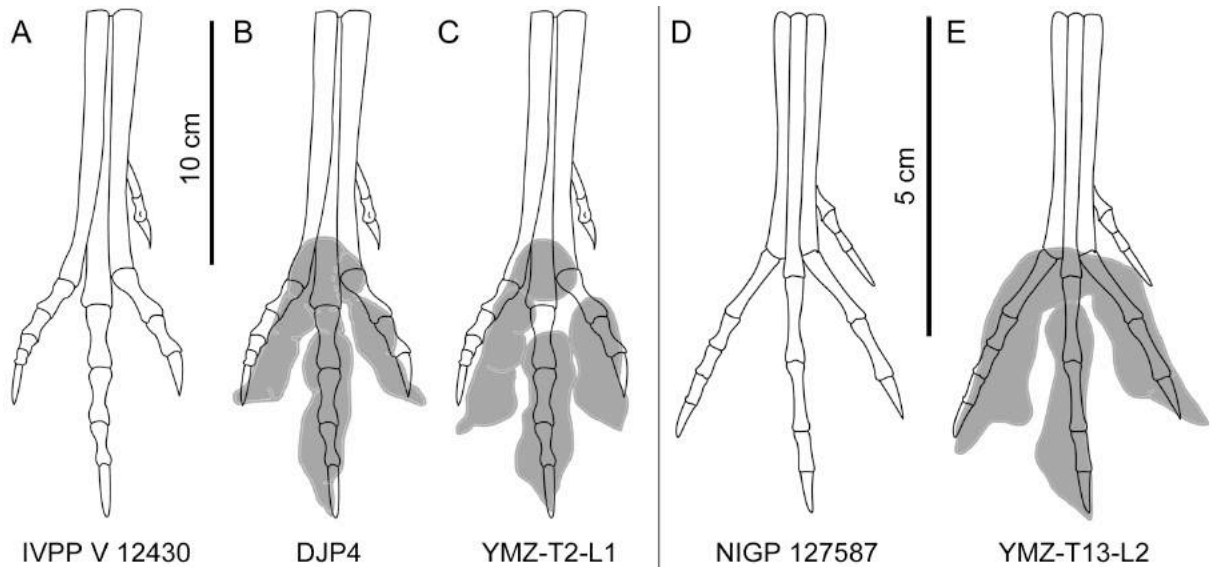 A
B
C
D
E
10 cm
5 cm
IVPP V 12430
DJP4
YMZ-T2-L1
NIGP 127587
YMZ-T13-L2